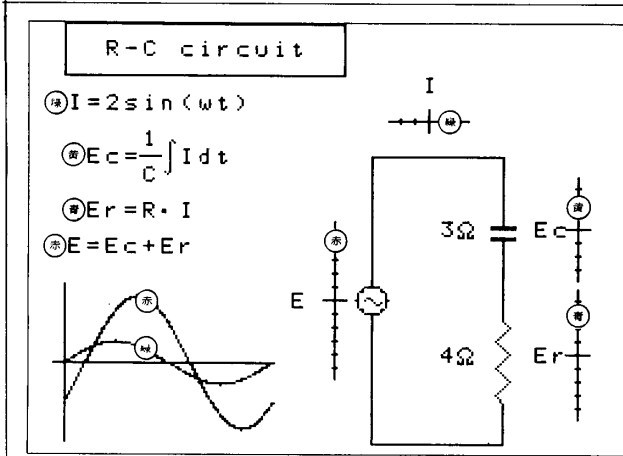 R-C circuit
緑 I=2sin(ωt)
黄 Ec=1/C∫Idt
青 Er=R・I
赤 E=Ec+Er
赤
緑
I
緑
赤
E
3Ω
Ec
黄
4Ω
Er
青